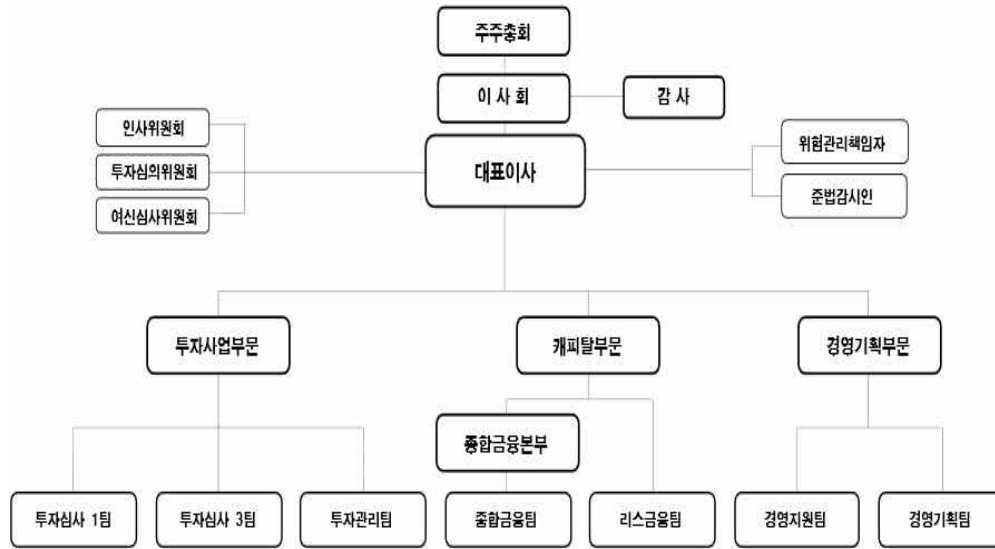 주주총회
이 사 회
감 사
인사위원회
투자심의위원회
여신심사위원회
대표이사
위험관리책임자
준법감시인
투자사업부문
캐피탈부문
경영기획부문
종합금융본부
투자심사 1팀
투자심사 3팀
투자관리팀
종합금융팀
리스금융팀
경영지원팀
경영기획팀